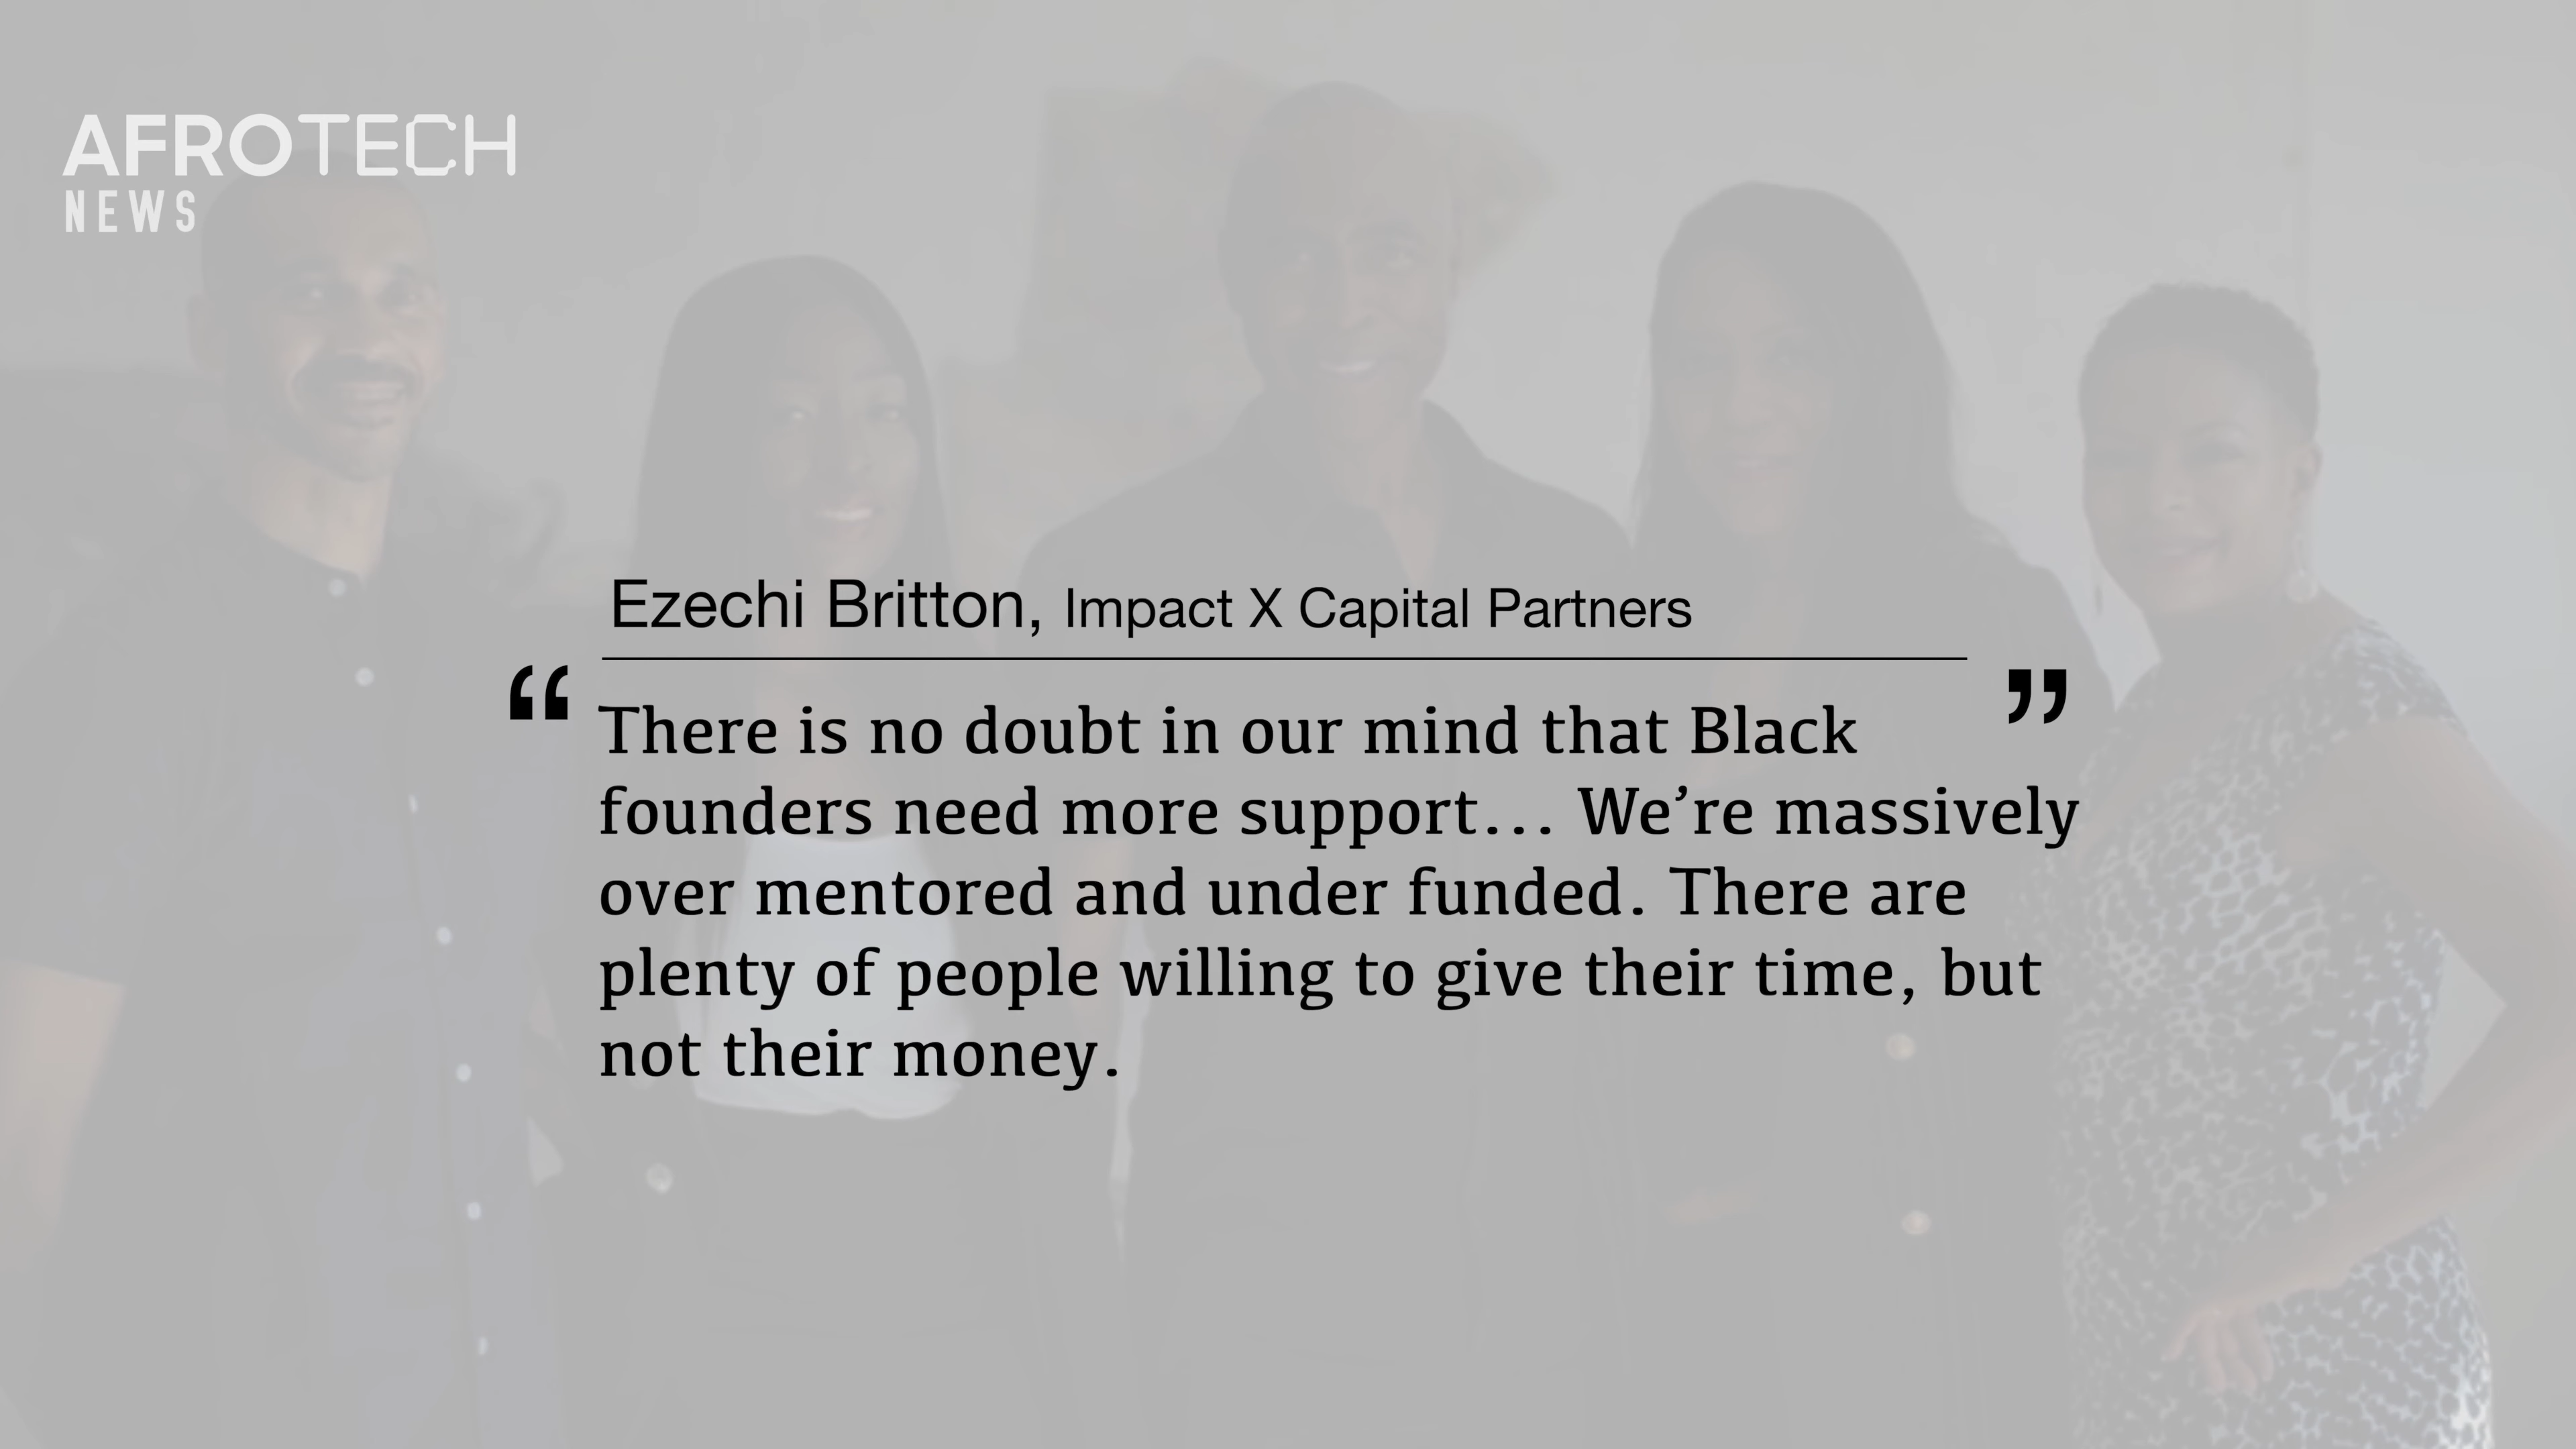 AFROTECH
NEWS
Ezechi Britton, Impact X Capital Partners
“ There is no doubt in our mind that Black ”
founders need more support... We’re massively
over mentored and under funded. There are
plenty of people willing to give their time, but
not their money.